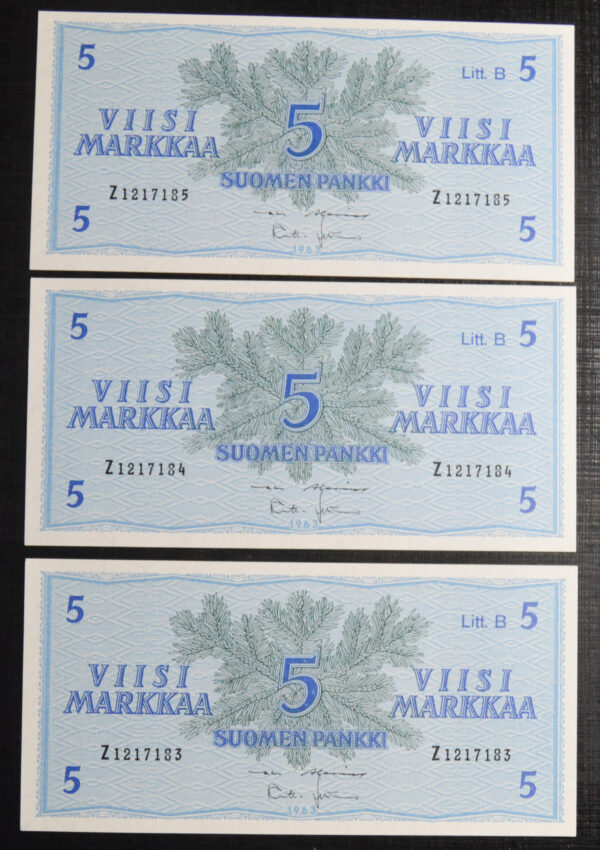 5 Litt. B 5
VIISI MARKKAA 5 VIISI MARKKAA
SUOMEN PANKKI
Z1217185 Z1217185
5 5
1963
5 Litt. B 5
VIISI MARKKAA 5 VIISI MARKKAA
SUOMEN PANKKI
Z1217184 Z1217184
5 5
1963
5 Litt. B 5
VIISI MARKKAA 5 VIISI MARKKAA
SUOMEN PANKKI
Z1217183 Z1217183
5 5
1963